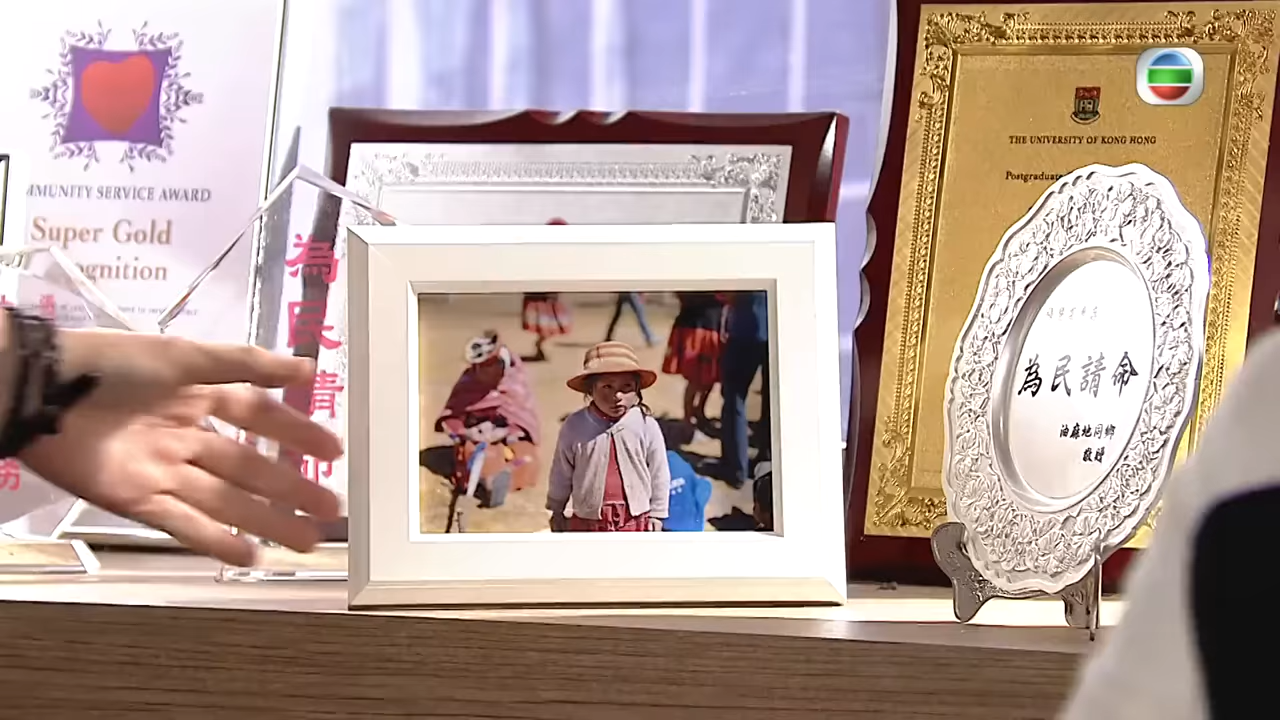 MMUNITY SERVICE AWARD
Super Gold
gnition
為
民
請
命
THE UNIVERSITY OF KONG HONG
Postgraduate
為民請命
油麻地同鄉
敬贈